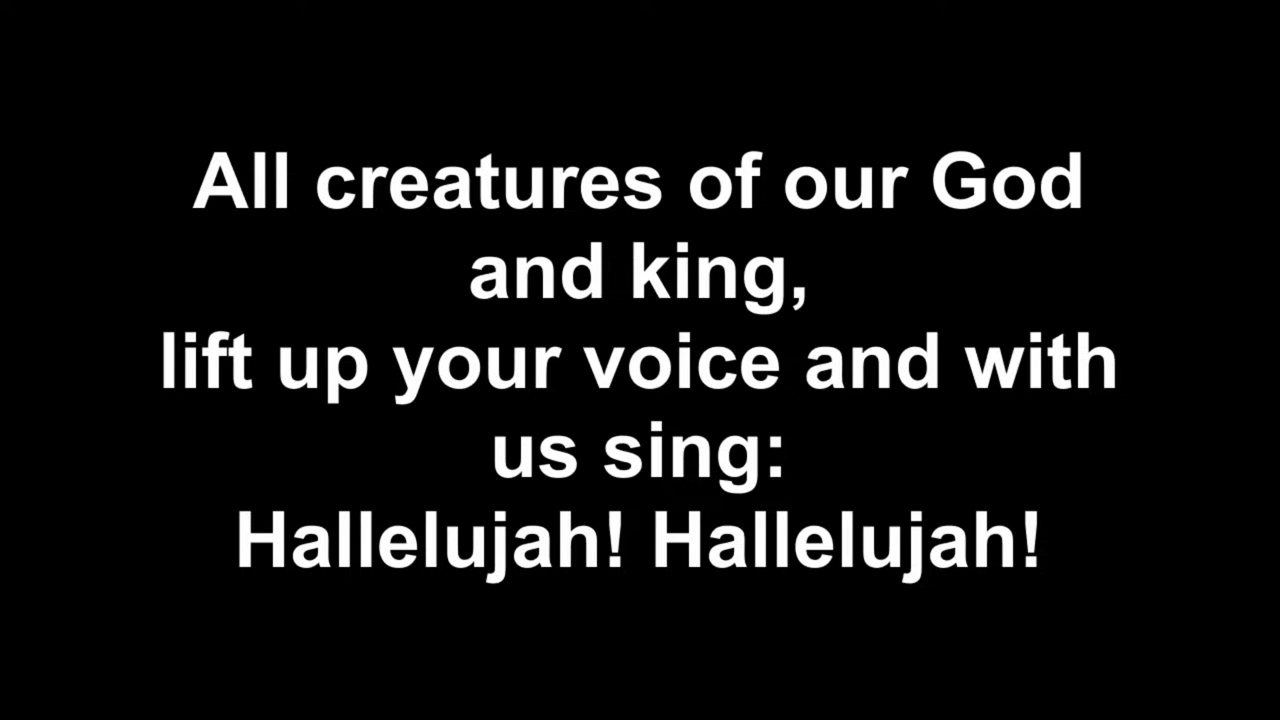 All creatures of our God
and king,
lift up your voice and with
us sing:
Hallelujah! Hallelujah!